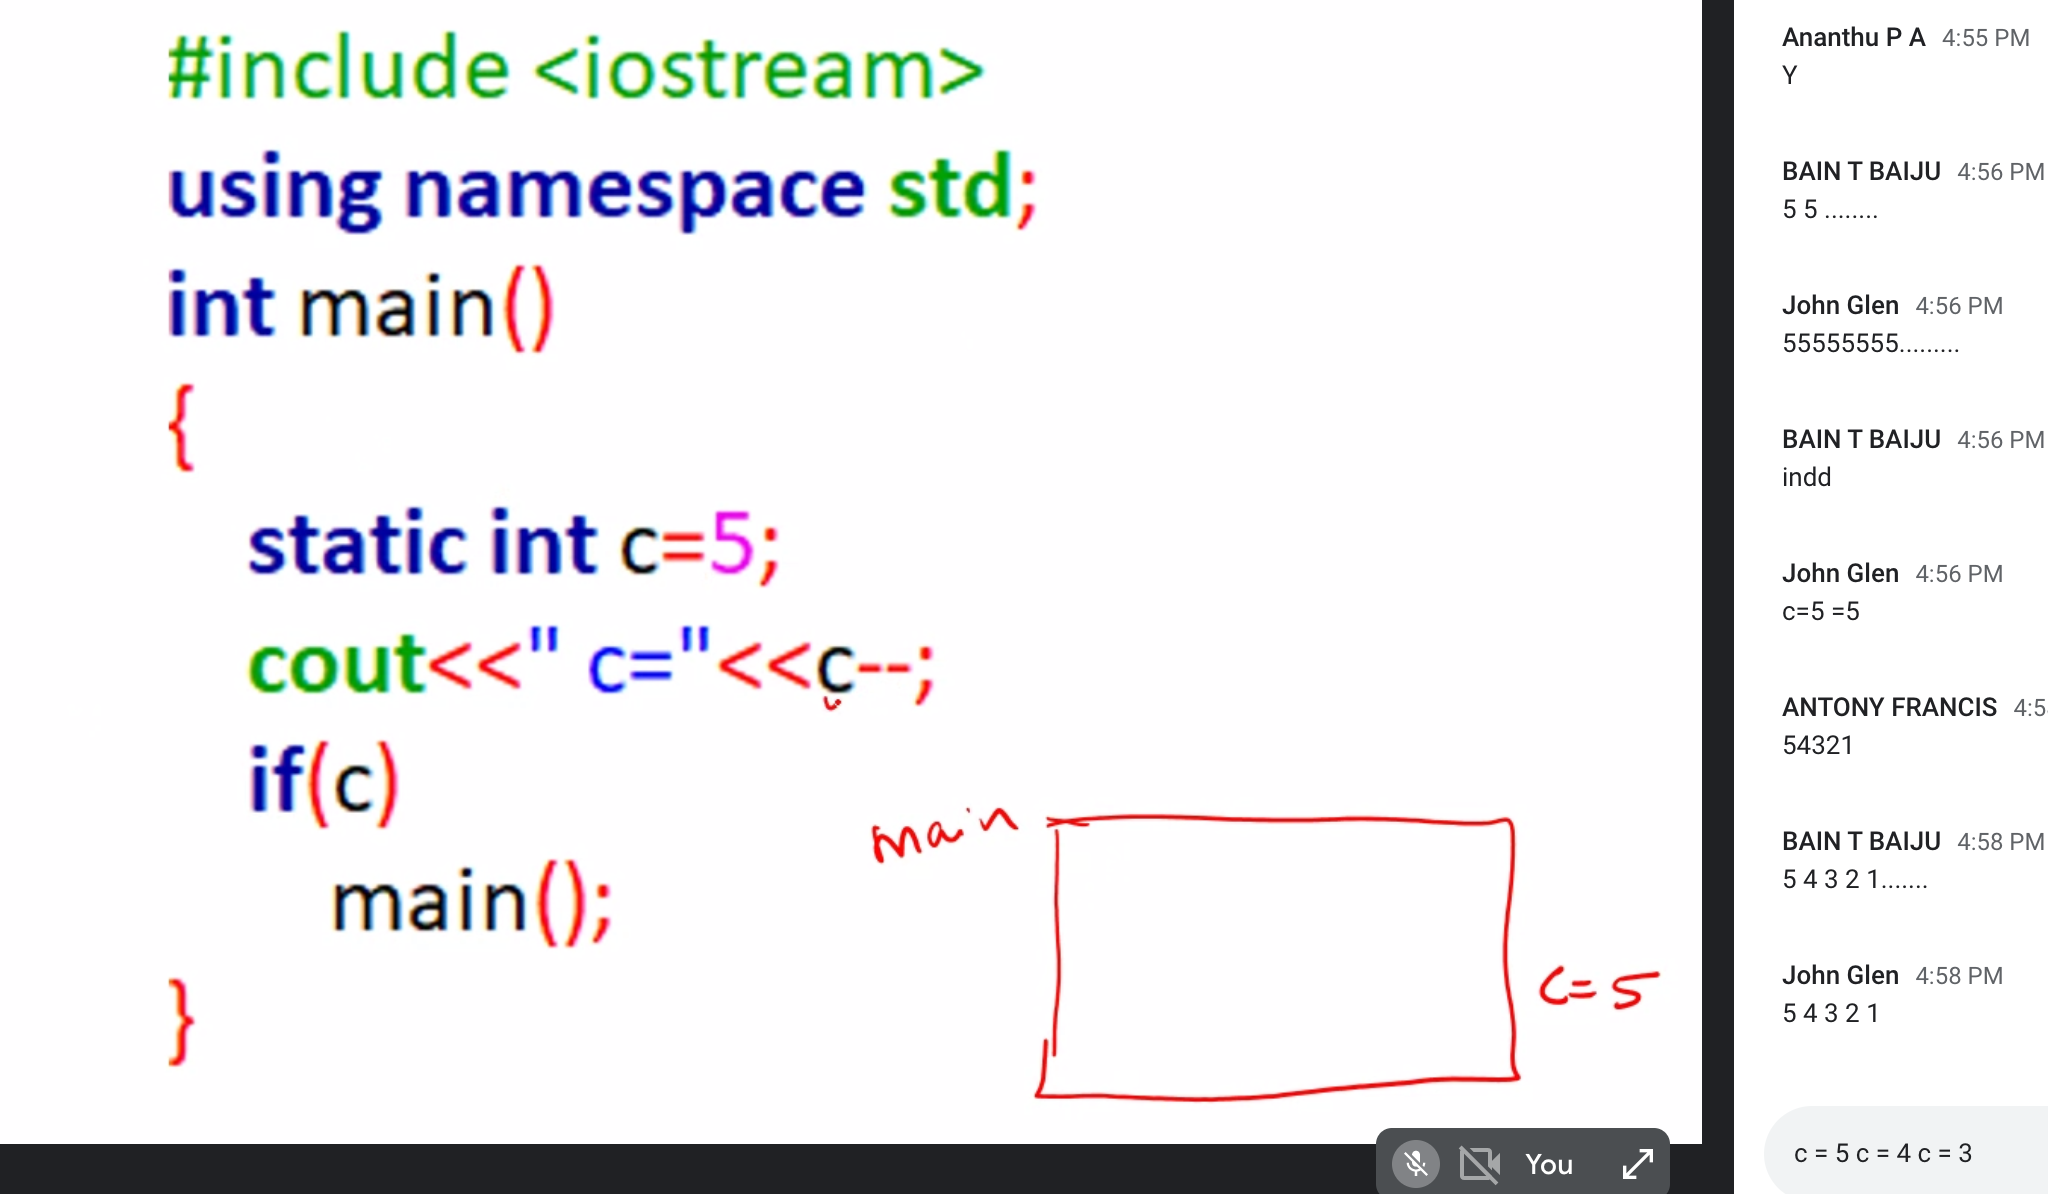 #include <iostream>
using namespace std;
int main()
{
static int c=5;
cout<<" c="<<c--;
if(c)
main();
}
main
c=5
You
Ananthu P A 4:55 PM
Y
BAIN T BAIJU 4:56 PM
5 5 ........
John Glen 4:56 PM
55555555.........
BAIN T BAIJU 4:56 PM
indd
John Glen 4:56 PM
c=5 =5
ANTONY FRANCIS 4:5
54321
BAIN T BAIJU 4:58 PM
5 4 3 2 1.......
John Glen 4:58 PM
5 4 3 2 1
c = 5 c = 4 c = 3